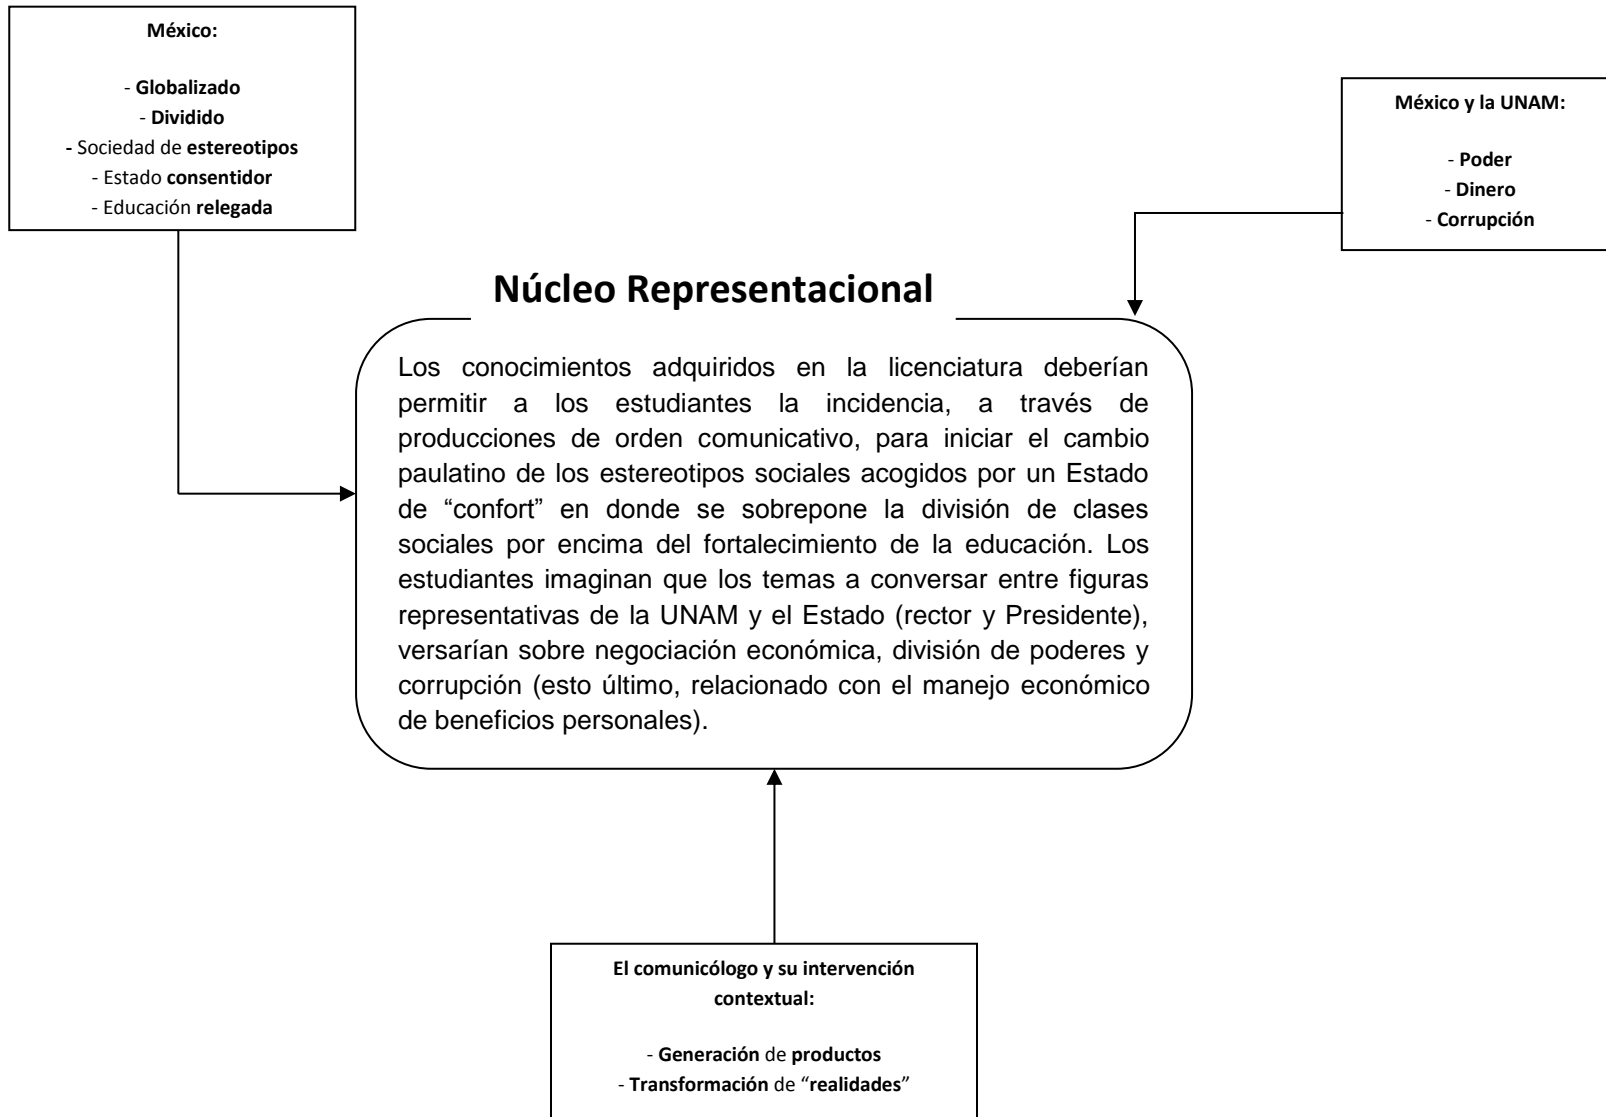 México:
- Globalizado
- Dividido
- Sociedad de estereotipos
- Estado consentidor
- Educación relegada
México y la UNAM:
- Poder
- Dinero
- Corrupción
Núcleo Representacional
Los conocimientos adquiridos en la licenciatura deberían
permitir a los estudiantes la incidencia, a través de
producciones de orden comunicativo, para iniciar el cambio
paulatino de los estereotipos sociales acogidos por un Estado
de “confort” en donde se sobrepone la división de clases
sociales por encima del fortalecimiento de la educación. Los
estudiantes imaginan que los temas a conversar entre figuras
representativas de la UNAM y el Estado (rector y Presidente),
versarían sobre negociación económica, división de poderes y
corrupción (esto último, relacionado con el manejo económico
de beneficios personales).
El comunicólogo y su intervención
contextual:
- Generación de productos
- Transformación de “realidades”